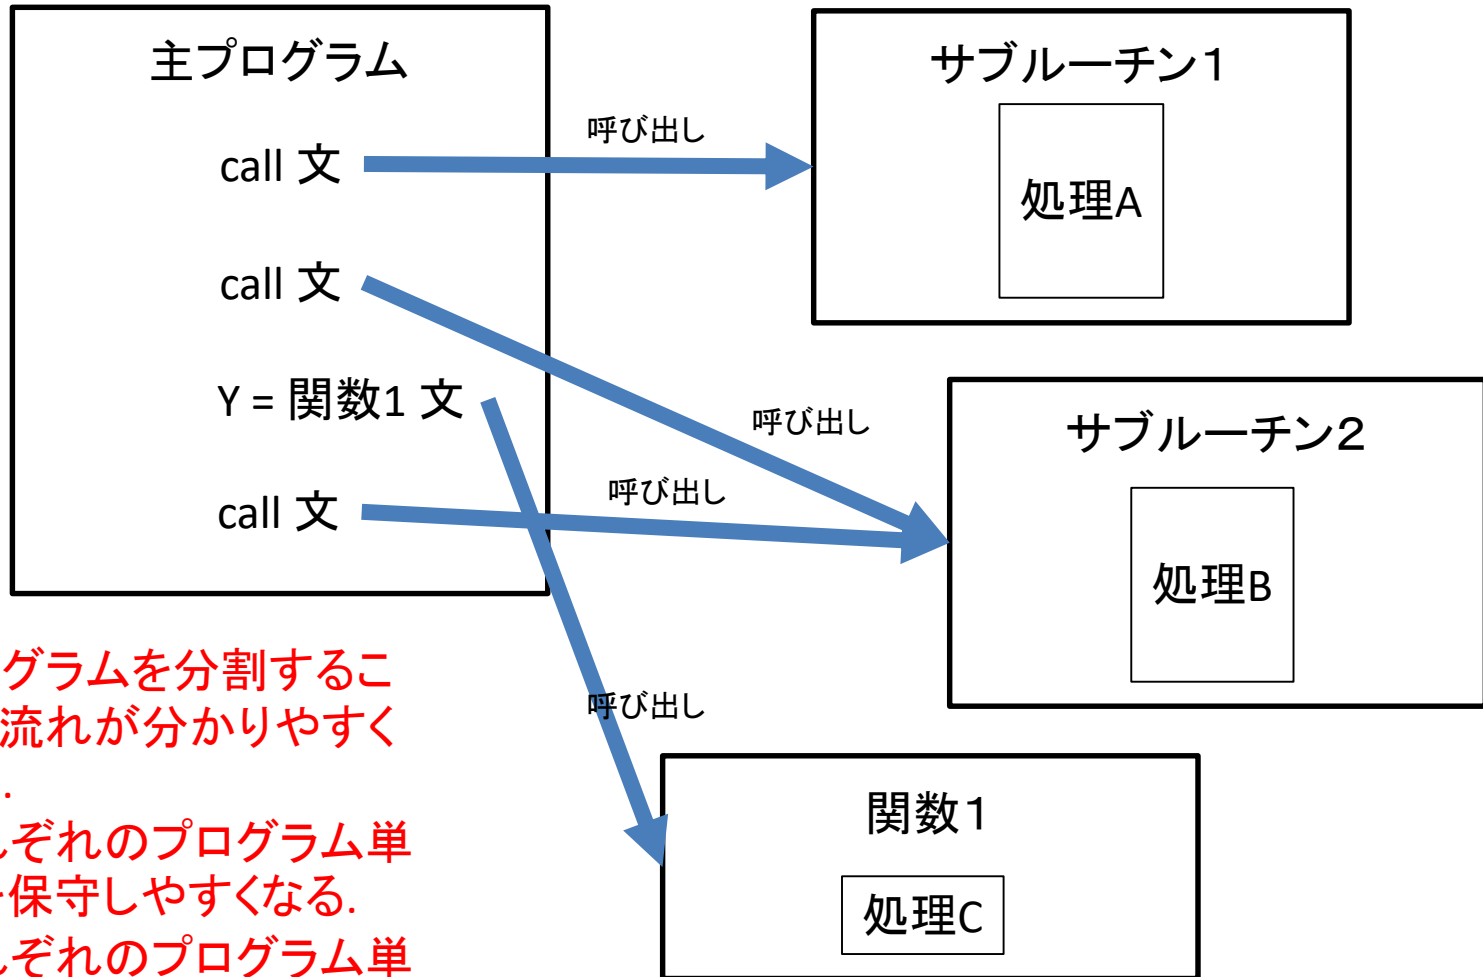 主プログラム
call 文
call 文
Y = 関数1 文
call 文
呼び出し
呼び出し
呼び出し
呼び出し
サブルーチン1
処理A
サブルーチン2
処理B
関数1
処理C
グラムを分割するこ
流れが分かりやすく
.
ぞれのプログラム単
保守しやすくなる.
ぞれのプログラム単